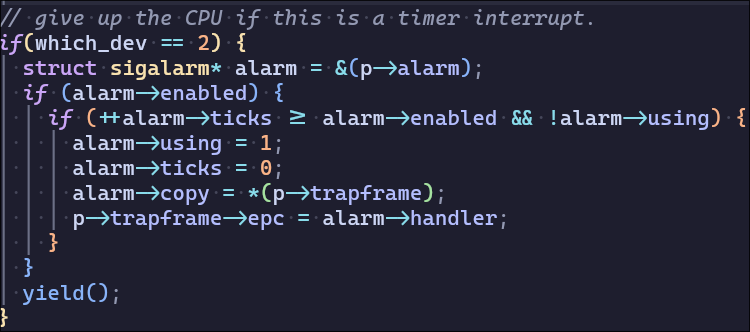 // give up the CPU if this is a timer interrupt.
if(which_dev == 2) {
struct sigalarm* alarm = &(p->alarm);
if (alarm->enabled) {
if (++alarm->ticks >= alarm->enabled && !alarm->using) {
alarm->using = 1;
alarm->ticks = 0;
alarm->copy = *(p->trapframe);
p->trapframe->epc = alarm->handler;
}
}
yield();
}